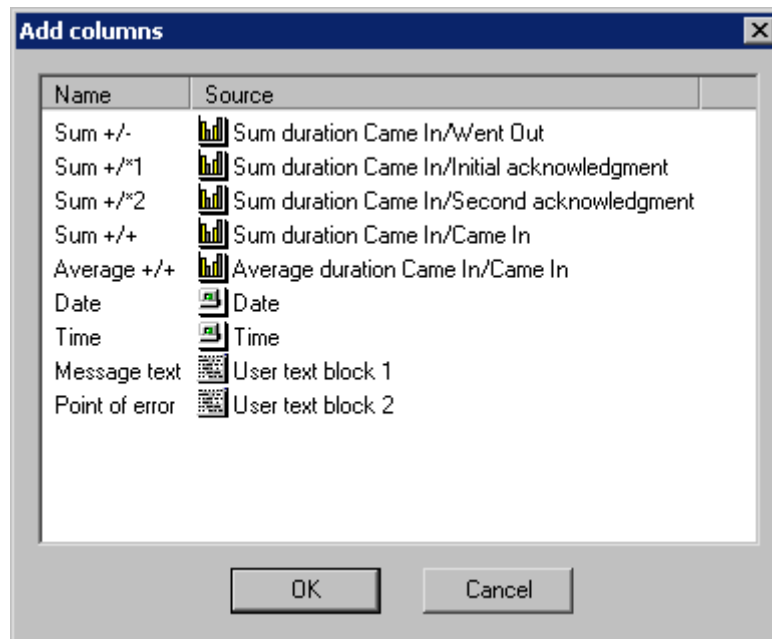 Add columns
Name Source
Sum +/- Sum duration Came In/Went Out
Sum +/*1 Sum duration Came In/Initial acknowledgment
Sum +/*2 Sum duration Came In/Second acknowledgment
Sum +/+ Sum duration Came In/Came In
Average +/+ Average duration Came In/Came In
Date Date
Time Time
Message text User text block 1
Point of error User text block 2
OK Cancel